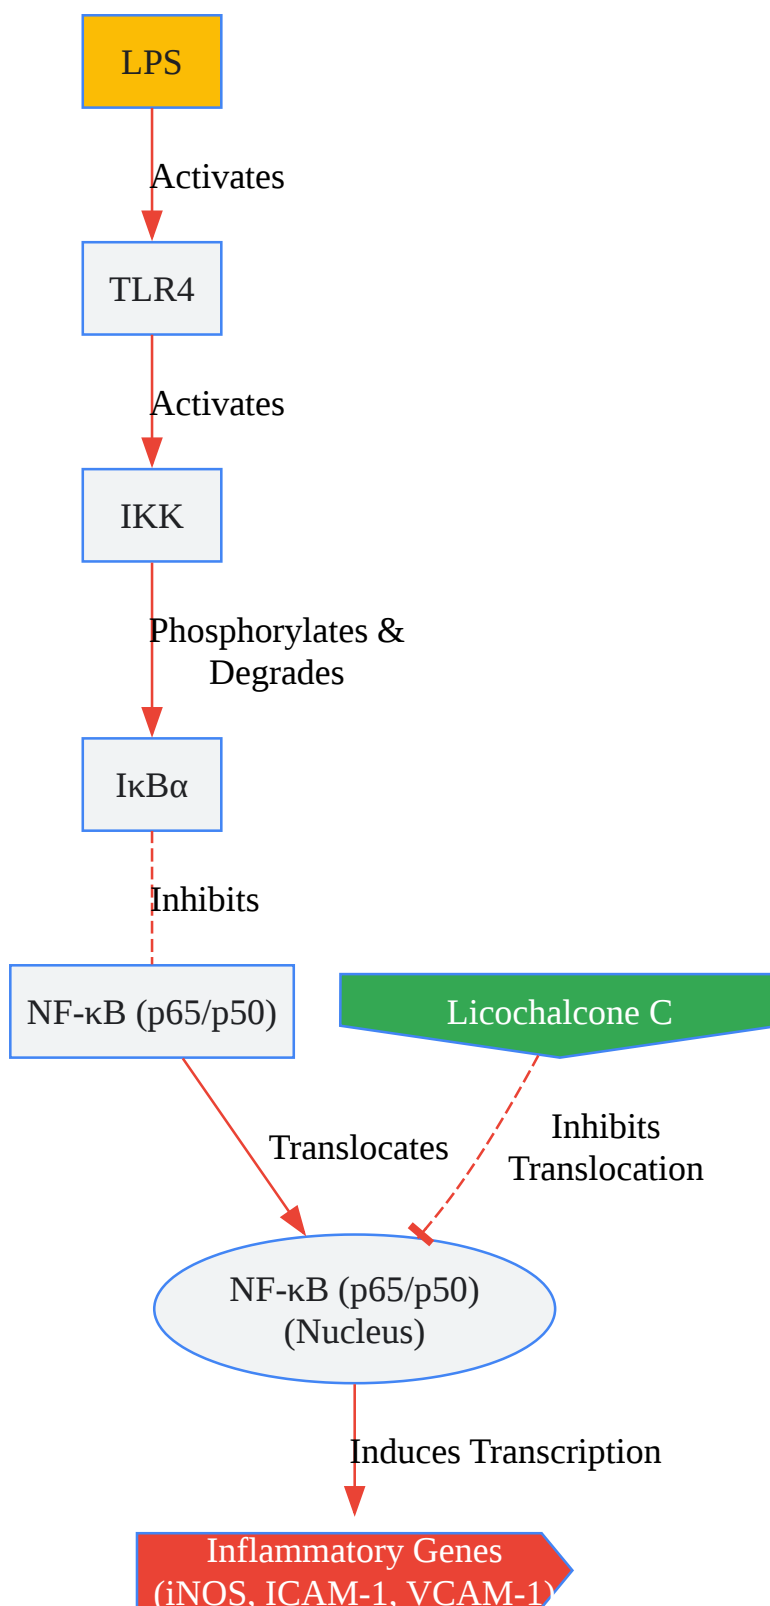 LPS
Activates
TLR4
Activates
IKK
Phosphorylates &
Degrades
IκBα
Inhibits
NF-κB (p65/p50)
Licochalcone C
Translocates
Inhibits
Translocation
NF-κB (p65/p50)
(Nucleus)
Induces Transcription
Inflammatory Genes
(iNOS, ICAM-1, VCAM-1)